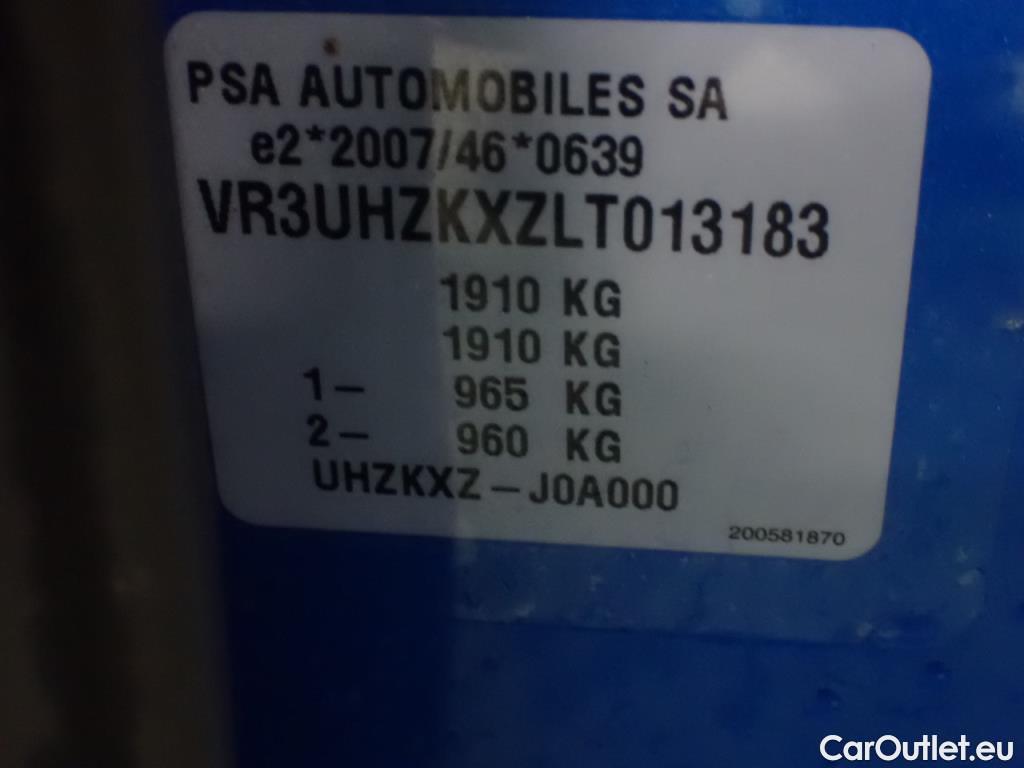 PSA AUTOMOBILES SA
e2*2007/46*0639
VR3UHZKXZLT013183
1910 KG
1910 KG
1- 965 KG
2- 960 KG
UHZKXZ-J0A000
200581870
CarOutlet.eu